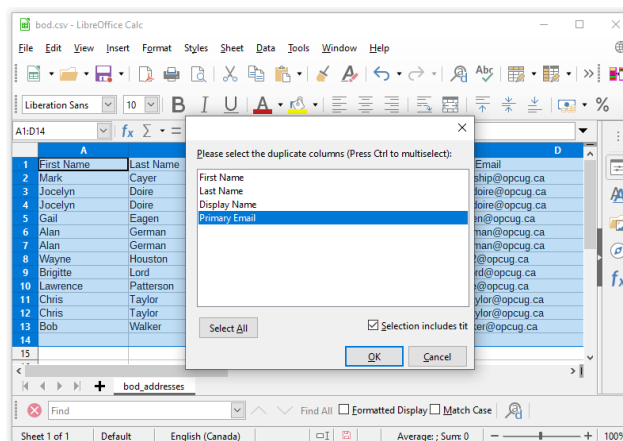 bod.csv - LibreOffice Calc
File Edit View Insert Format Styles Sheet Data Tools Window Help
Liberation Sans 10 B I U A %
A1:D14 fx Σ =
A D
Please select the duplicate columns (Press Ctrl to multiselect):
First Name
Last Name
Display Name
Primary Email
Select All Selection includes tit
OK Cancel
1 First Name Last Name Email
2 Mark Cayer ship@opcug.ca
3 Jocelyn Doire doire@opcug.ca
4 Jocelyn Doire doire@opcug.ca
5 Gail Eagen en@opcug.ca
6 Alan German man@opcug.ca
7 Alan German man@opcug.ca
8 Wayne Houston @opcug.ca
9 Brigitte Lord rd@opcug.ca
10 Lawrence Patterson @opcug.ca
11 Chris Taylor ylor@opcug.ca
12 Chris Taylor ylor@opcug.ca
13 Bob Walker ker@opcug.ca
14
15
bod_addresses
Find Find All Formatted Display Match Case
Sheet 1 of 1 Default English (Canada) Average: ; Sum: 0 100%